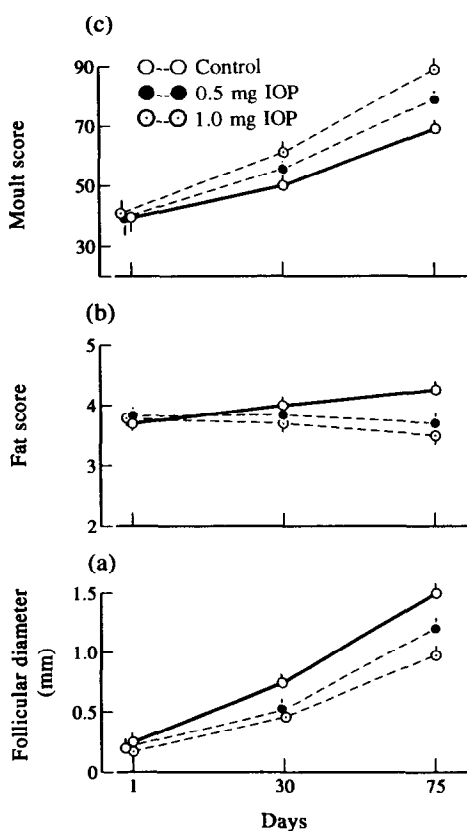 (c)
90
70
50
30
Moult score
Control
0.5 mg IOP
1.0 mg IOP
(b)
5
4
3
2
Fat score
(a)
1.5
1.0
0.5
0
Follicular diameter
(mm)
1
30
75
Days